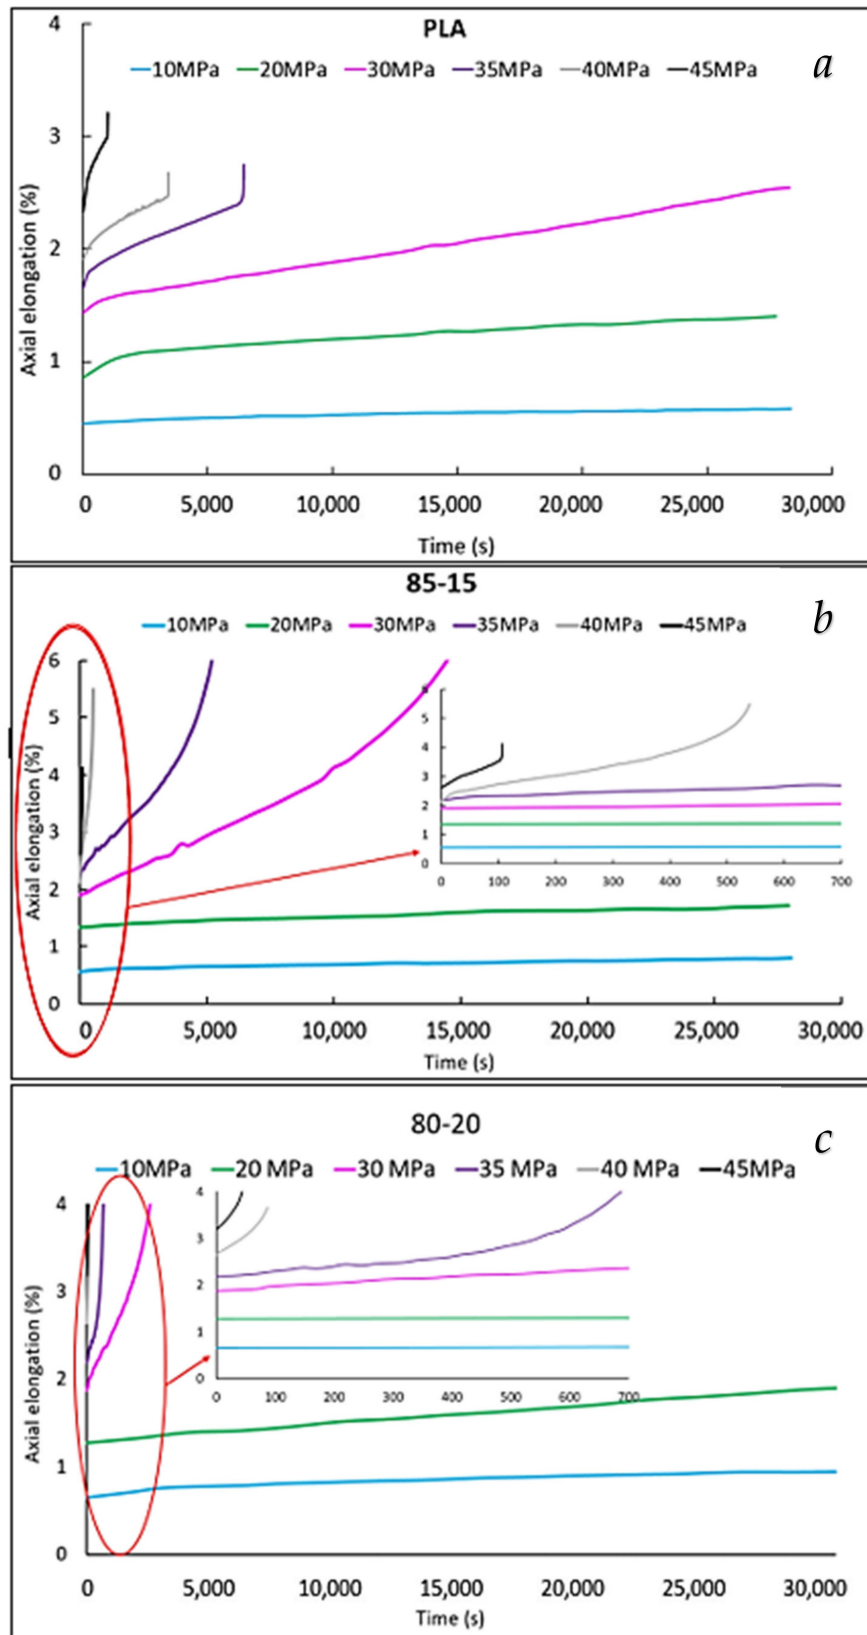 PLA
a
10MPa 20MPa 30MPa 35MPa 40MPa 45MPa
4
3
2
1
0
Axial elongation (%)
0 5,000 10,000 15,000 20,000 25,000 30,000
Time (s)
85-15
b
10MPa 20MPa 30MPa 35MPa 40MPa 45MPa
6
5
4
3
2
1
0
Axial elongation (%)
6
5
4
3
2
1
0
0 100 200 300 400 500 600 700
0 5,000 10,000 15,000 20,000 25,000 30,000
Time (s)
80-20
c
10MPa 20 MPa 30 MPa 35 MPa 40 MPa 45MPa
4
3
2
1
0
Axial elongation (%)
4
3
2
1
0
0 100 200 300 400 500 600 700
0 5,000 10,000 15,000 20,000 25,000 30,000
Time (s)